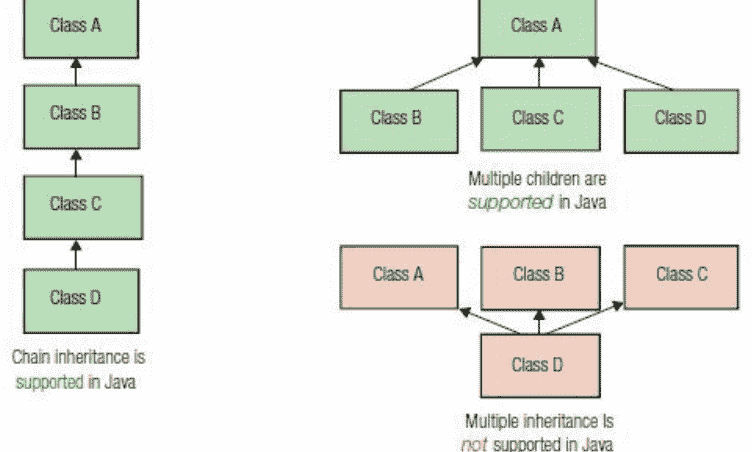 Class A
Class B
Class C
Class D
Chain inheritance is
supported in Java
Class A
Class B
Class C
Class D
Multiple children are
supported in Java
Class A
Class B
Class C
Class D
Multiple inheritance Is
not supported in Java